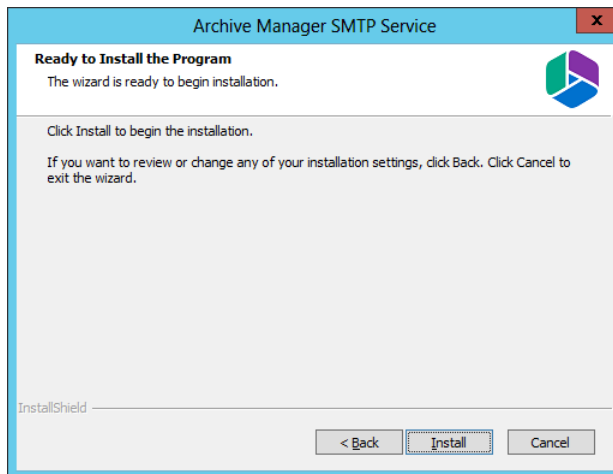 Archive Manager SMTP Service
x
Ready to Install the Program
The wizard is ready to begin installation.
Click Install to begin the installation.
If you want to review or change any of your installation settings, click Back. Click Cancel to
exit the wizard.
InstallShield
< Back
Install
Cancel